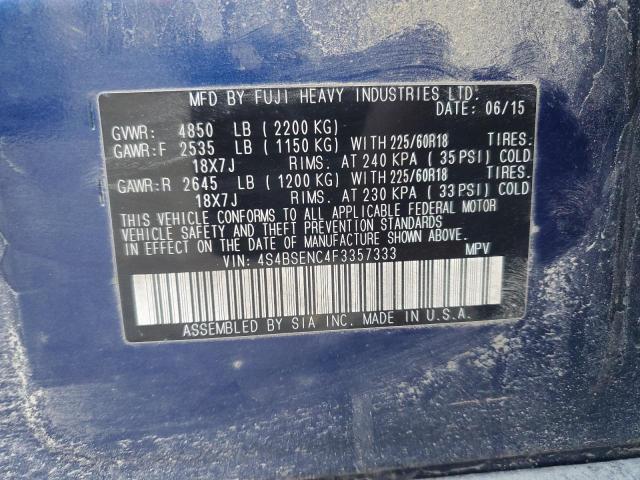 MFD BY FUJI HEAVY INDUSTRIES LTD.
DATE: 06/15
GVWR: 4850 LB (2200 KG)
GAWR:F 2535 LB (1150 KG) WITH 225/60R18 TIRES.
18X7J RIMS. AT 240 KPA (35 PSI) COLD
GAWR:R 2645 LB (1200 KG) WITH 225/60R18 TIRES.
18X7J RIMS. AT 230 KPA (33 PSI) COLD
THIS VEHICLE CONFORMS TO ALL APPLICABLE FEDERAL MOTOR
VEHICLE SAFETY AND THEFT PREVENTION STANDARDS
IN EFFECT ON THE DATE OF MANUFACTURE SHOWN ABOVE.
VIN: 4S4BSENC4F3357333 MPV
ASSEMBLED BY SIA INC. MADE IN U.S.A.